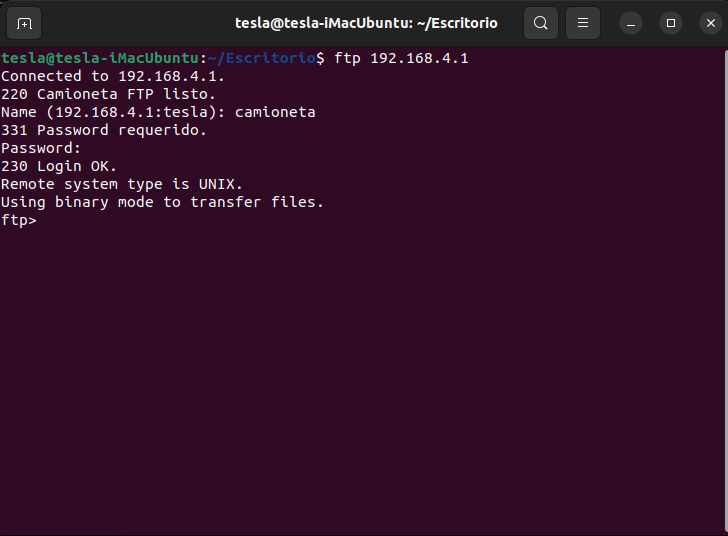 tesla@tesla-iMacUbuntu: ~/Escritorio
tesla@tesla-iMacUbuntu:~/Escritorio$ ftp 192.168.4.1
Connected to 192.168.4.1.
220 Camioneta FTP listo.
Name (192.168.4.1:tesla): camioneta
331 Password requerido.
Password:
230 Login OK.
Remote system type is UNIX.
Using binary mode to transfer files.
ftp>